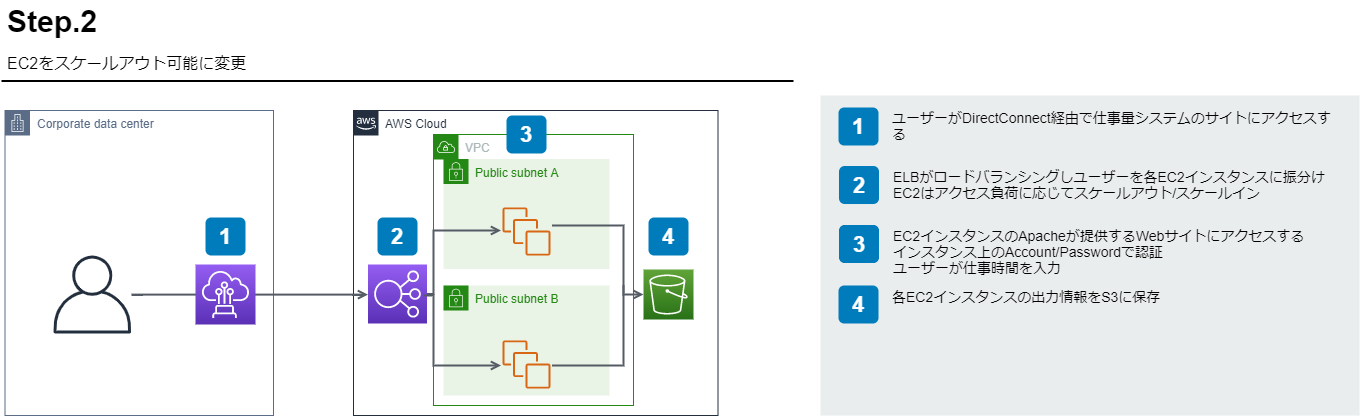 Step.2
EC2をスケールアウト可能に変更
Corporate data center
aws
AWS Cloud
VPC
3
Public subnet A
1
2
4
Public subnet B
1
ユーザーがDirectConnect経由で仕事量システムのサイトにアクセスす
る
2
ELBがロードバランシングしユーザーを各EC2インスタンスに振分け
EC2はアクセス負荷に応じてスケールアウト/スケールイン
3
EC2インスタンスのApacheが提供するWebサイトにアクセスする
インスタンス上のAccount/Passwordで認証
ユーザーが仕事時間を入力
4
各EC2インスタンスの出力情報をS3に保存